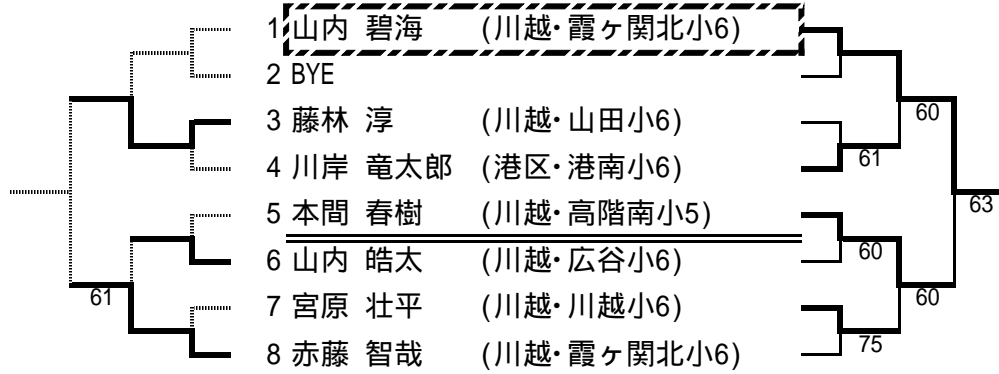 1 山内 碧海 (川越・霞ヶ関北小6)
2 BYE
3 藤林 淳 (川越・山田小6)
4 川岸 竜太郎 (港区・港南小6)
5 本間 春樹 (川越・高階南小5)
6 山内 皓太 (川越・広谷小6)
7 宮原 壮平 (川越・川越小6)
8 赤藤 智哉 (川越・霞ヶ関北小6)
61
60
61
63
60
60
75